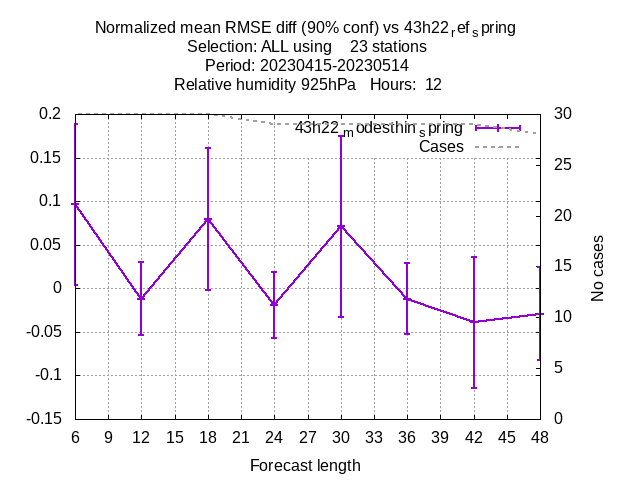 Normalized mean RMSE diff (90% conf) vs 43h22refspring
Selection: ALL using 23 stations
Period: 20230415-20230514
Relative humidity 925hPa Hours: 12
43h22modesthinspring
Cases
0.2
0.15
0.1
0.05
0
-0.05
-0.1
-0.15
30
25
20
15
10
5
0
No cases
6 9 12 15 18 21 24 27 30 33 36 39 42 45 48
Forecast length